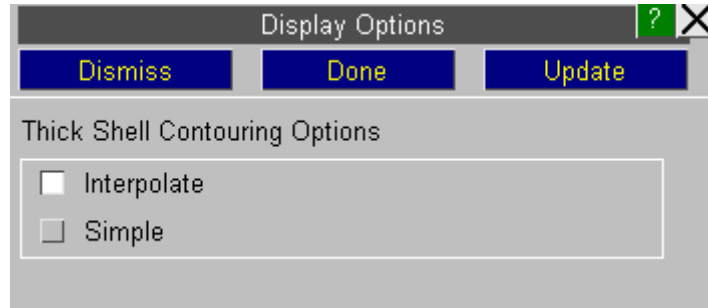 Display Options ?
Dismiss Done Update
Thick Shell Contouring Options
Interpolate
Simple